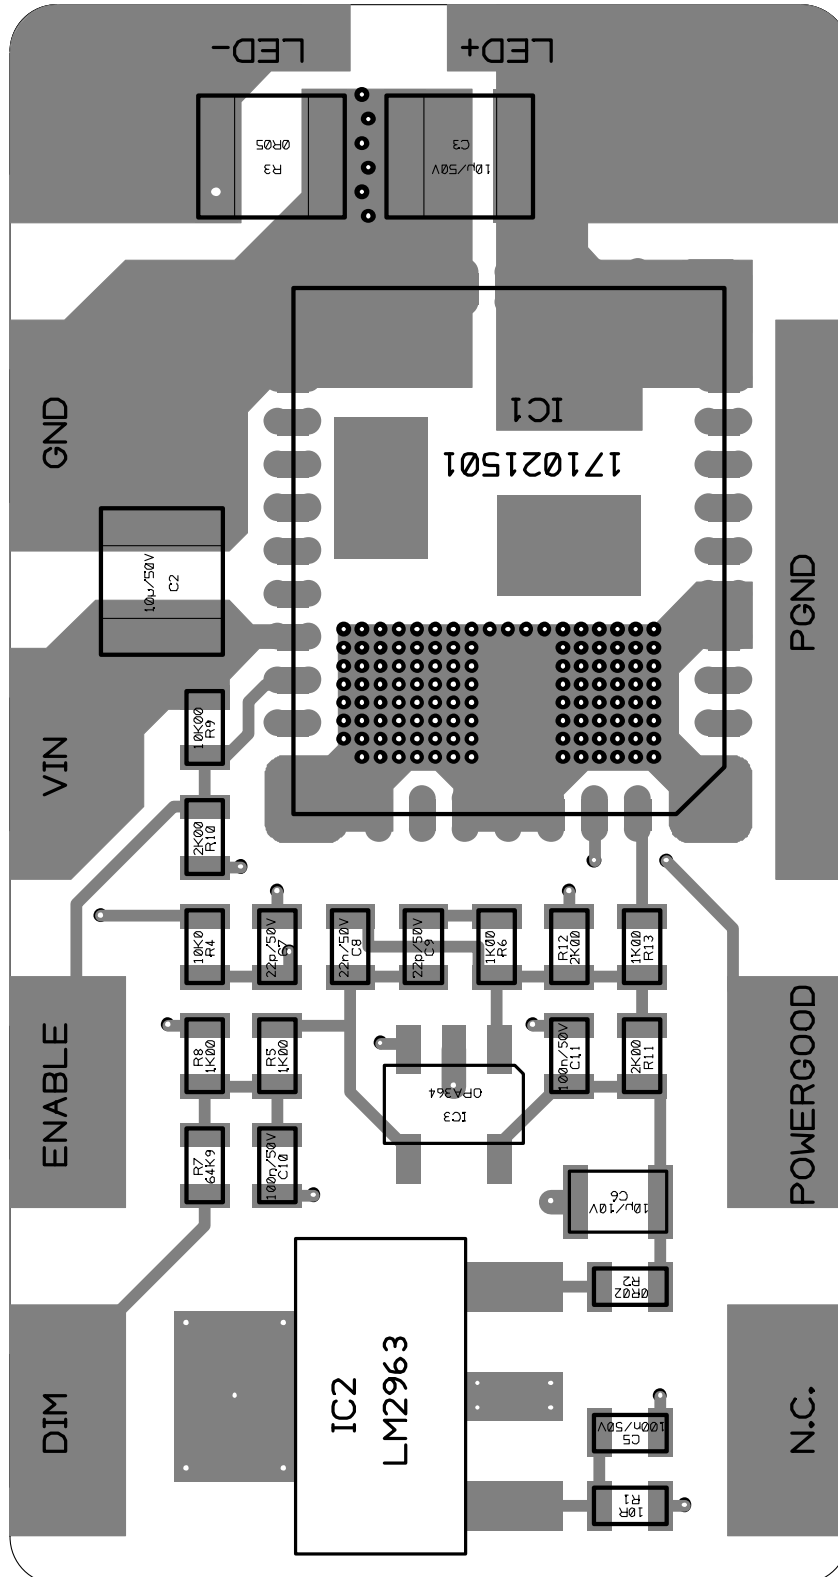 LED-
LED+
0R05
R3
C3
10µ/50V
IC1
171021501
GND
10µ/50V
C2
PGND
VIN
10K00
R9
2K00
R10
10K0
R4
22p/50V
C7
22n/50V
C8
22p/50V
C9
1K00
R6
R12
2K00
1K00
R13
ENABLE
R8
1K00
R5
1K00
OPA364
IC3
100n/50V
C11
2K00
R11
POWERGOOD
R7
64K9
100n/50V
C10
10µ/10V
C6
R2
0R02
DIM
IC2
LM2963
100n/50V
C5
R1
10R
N.C.